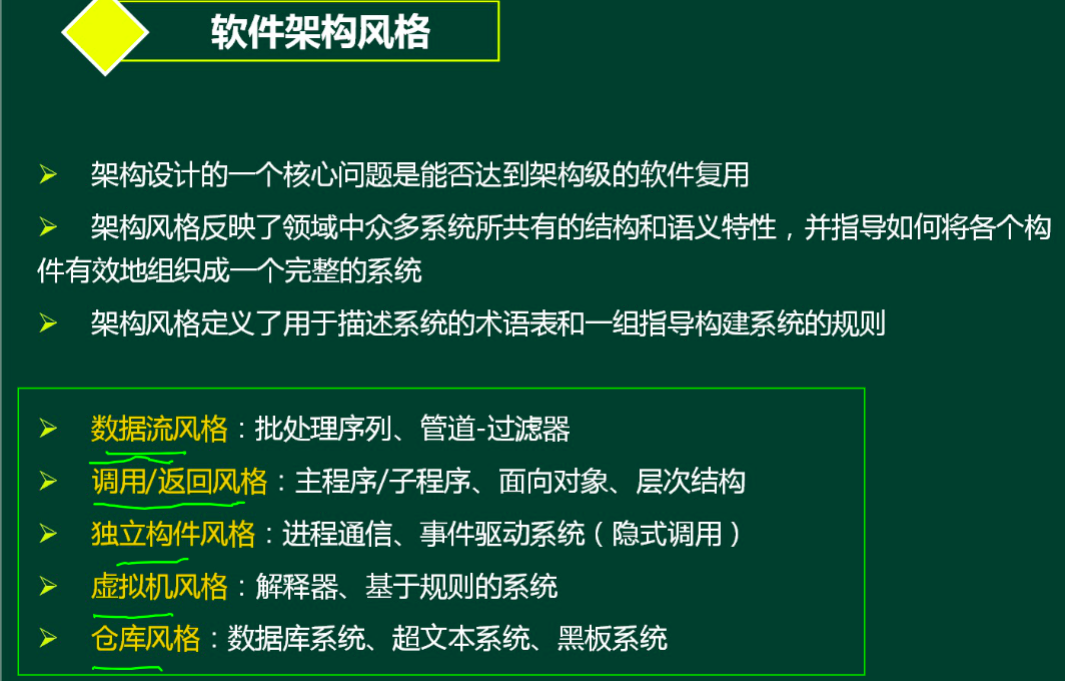 软件架构风格
架构设计的一个核心问题是能否达到架构级的软件复用
架构风格反映了领域中众多系统所共有的结构和语义特性，并指导如何将各个构
件有效地组织成一个完整的系统
架构风格定义了用于描述系统的术语表和一组指导构建系统的规则
数据流风格：批处理序列、管道-过滤器
调用/返回风格：主程序/子程序、面向对象、层次结构
独立构件风格：进程通信、事件驱动系统（隐式调用）
虚拟机风格：解释器、基于规则的系统
仓库风格：数据库系统、超文本系统、黑板系统